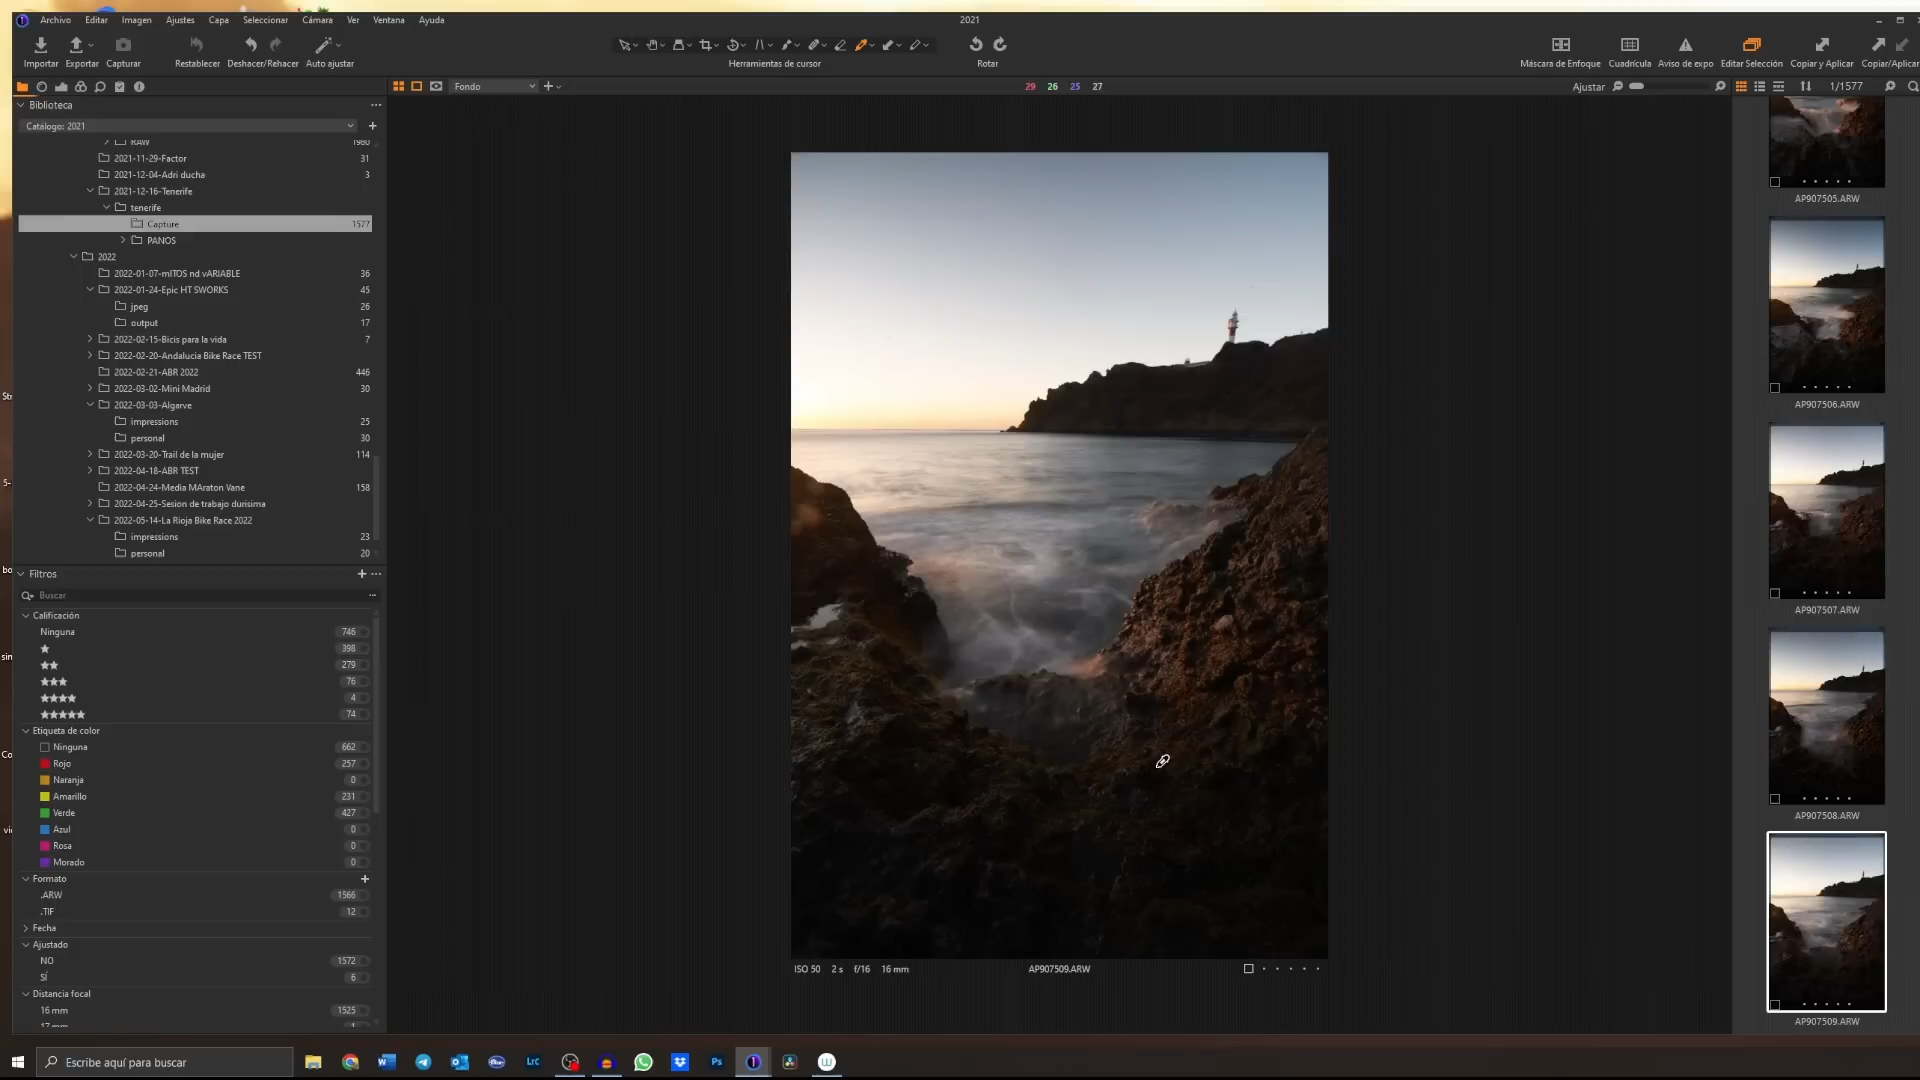 Archivo Editar Imagen Ajustes Capa Seleccionar Cámara Ver Ventana Ayuda
2021
Importar Exportar Capturar Restablecer Deshacer/Rehacer Auto ajustar
Herramientas de cursor
Rotar
Máscara de Enfoque Cuadrícula Aviso de expo Editar Selección Copiar y Aplicar Copiar/Aplicar
Fondo
29 26 25 27
Ajustar
1/1577
Biblioteca
Catálogo: 2021
RAW 1980
2021-11-29-Factor 31
2021-12-04-Adri ducha 3
2021-12-16-Tenerife
tenerife
Capture 1577
PANOS
2022
2022-01-07-mITOS nd vARIABLE 36
2022-01-24-Epic HT SWORKS 45
jpeg 26
output 17
2022-02-15-Bicis para la vida 7
2022-02-20-Andalucia Bike Race TEST
2022-02-21-ABR 2022 446
2022-03-02-Mini Madrid 30
2022-03-03-Algarve
impressions 25
personal 30
2022-03-20-Trail de la mujer 114
2022-04-18-ABR TEST
2022-04-24-Media MAraton Vane 158
2022-04-25-Sesion de trabajo durisima
2022-05-14-La Rioja Bike Race 2022
impressions 23
personal 20
Filtros
Buscar
Calificación
Ninguna 746
398
279
76
4
74
Etiqueta de color
Ninguna 662
Rojo 257
Naranja 0
Amarillo 231
Verde 427
Azul 0
Rosa 0
Morado 0
Formato
.ARW 1566
.TIF 12
Fecha
Ajustado
NO 1572
SÍ 6
Distancia focal
16 mm 1525
17 mm 1
ISO 50 2 s f/16 16 mm
AP907509.ARW
AP907505.ARW
AP907506.ARW
AP907507.ARW
AP907508.ARW
AP907509.ARW
Escribe aquí para buscar
LrC
Ps